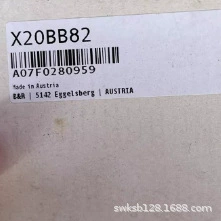 X20BB82
A07F0280959
Made in Austria
B&R | 5142 Eggelsberg | AUSTRIA
swksb128.1688.com